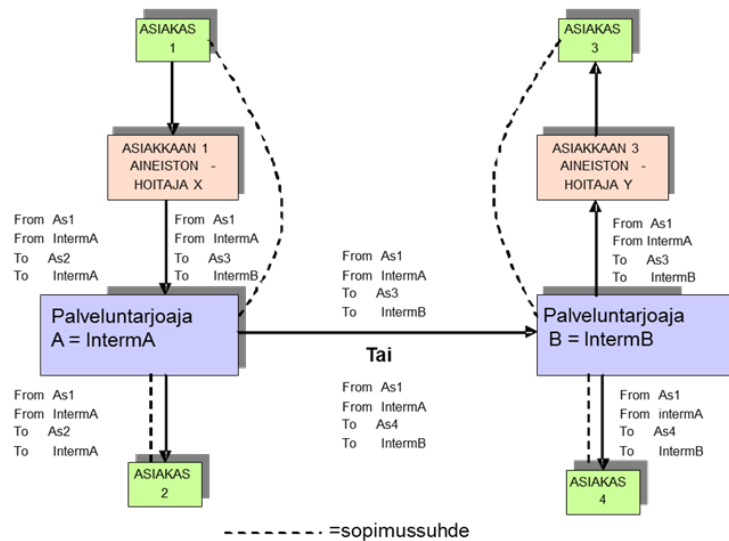 ASIAKAS
1
ASIAKAS
3
ASIAKKAAN 1
AINEISTON -
HOITAJA X
ASIAKKAAN 3
AINEISTON -
HOITAJA Y
From As1
From IntermA
To As2
To IntermA
From As1
From IntermA
To As3
To IntermB
From As1
From IntermA
To As3
To IntermB
From As1
From IntermA
To As3
To IntermB
Palveluntarjoaja
A = IntermA
Tai
Palveluntarjoaja
B = IntermB
From As1
From IntermA
To As2
To IntermA
From As1
From IntermA
To As4
To IntermB
From As1
From intermA
To As4
To IntermB
ASIAKAS
2
ASIAKAS
4
=sopimussuhde